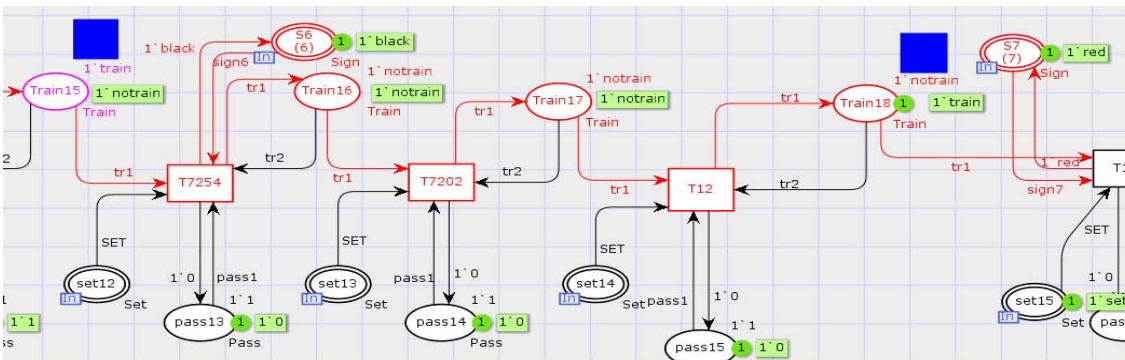 1`black
S6
(6)
1
1`black
In
Sign
sign6
1`train
Train15
1`notrain
Train
tr1
2
T7254
SET
set12
In
Set
1`0
pass1
1`1
pass13
1
1`0
Pass
1`1
ss
1`notrain
Train16
1`notrain
Train
tr1
tr2
tr1
T7202
SET
set13
In
Set
pass1
1`0
1`1
pass14
1
1`0
Pass
1`notrain
Train17
1`notrain
Train
tr1
tr2
tr1
T12
SET
set14
In
Set
pass1
1`0
1`1
pass15
1
1`0
1`notrain
Train18
1
1`train
Train
tr1
tr2
tr1
S7
(7)
1
1`red
In
Sign
1`red
sign7
T1
SET
set15
1
1`set
In
Set
1`0
pas